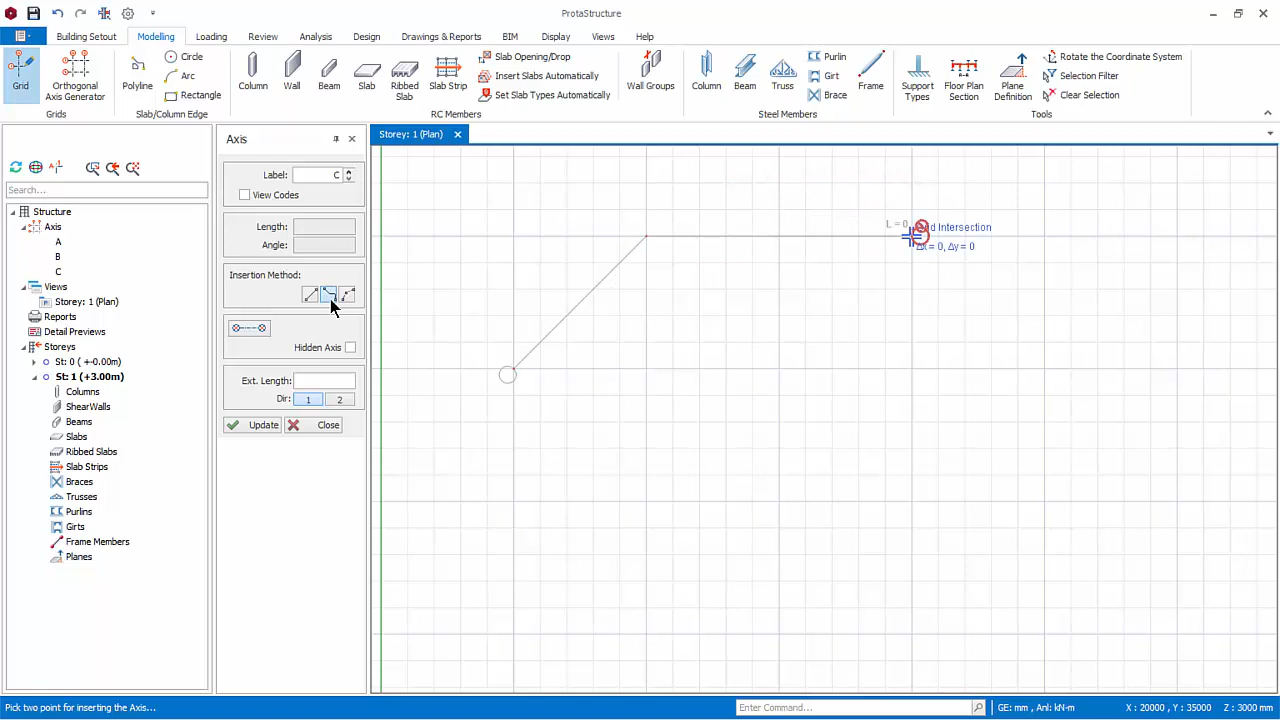 ProtaStructure
Building Setout Modelling Loading Review Analysis Design Drawings & Reports BIM Display Views Help
Grid
Orthogonal
Axis Generator
Grids
Polyline
Circle
Arc
Rectangle
Slab/Column Edge
Column
Wall
Beam
Slab
Ribbed
Slab
Slab Strip
Slab Opening/Drop
Insert Slabs Automatically
Set Slab Types Automatically
RC Members
Wall Groups
Column
Beam
Truss
Purlin
Girt
Brace
Frame
Steel Members
Support
Types
Floor Plan
Section
Plane
Definition
Rotate the Coordinate System
Selection Filter
Clear Selection
Tools
Search...
Structure
Axis
A
B
C
Views
Storey: 1 (Plan)
Reports
Detail Previews
Storeys
St: 0 ( +-0.00m)
St: 1 (+3.00m)
Columns
ShearWalls
Beams
Slabs
Ribbed Slabs
Slab Strips
Braces
Trusses
Purlins
Girts
Frame Members
Planes
Axis
Label: C
View Codes
Length:
Angle:
Insertion Method:
Hidden Axis
Ext. Length:
Dir: 1 2
Update Close
Storey: 1 (Plan)
L = 0
Intersection
Δx = 0, Δy = 0
Pick two point for inserting the Axis...
Enter Command...
GE: mm , Anl: kN-m
X : 20000 , Y : 35000
Z : 3000 mm